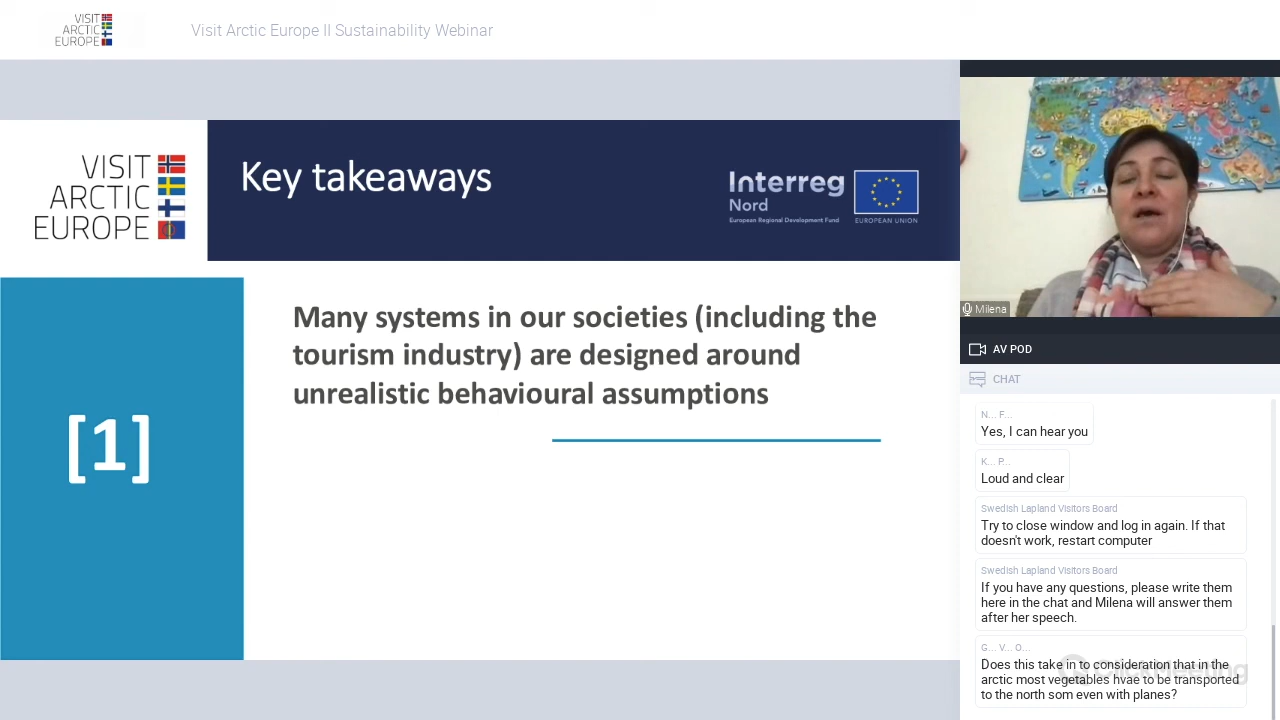 VISIT
ARCTIC
EUROPE
Visit Arctic Europe II Sustainability Webinar
VISIT
ARCTIC
EUROPE
Key takeaways
Interreg
Nord
European Regional Development Fund
EUROPEAN UNION
[1]
Many systems in our societies (including the
tourism industry) are designed around
unrealistic behavioural assumptions
Milena
AV POD
CHAT
N... F...
Yes, I can hear you
K... P...
Loud and clear
Swedish Lapland Visitors Board
Try to close window and log in again. If that
doesn't work, restart computer
Swedish Lapland Visitors Board
If you have any questions, please write them
here in the chat and Milena will answer them
after her speech.
G... V... O...
Does this take in to consideration that in the
arctic most vegetables hvae to be transported
to the north som even with planes?
ClickMeeting